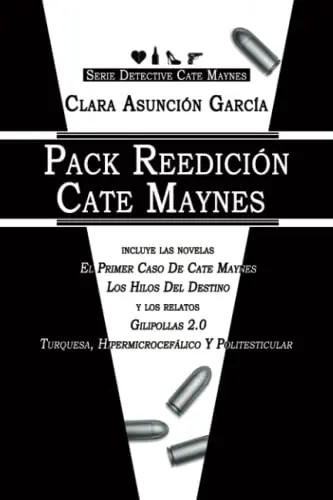 Serie Detective Cate Maynes
Clara Asunción García
Pack Reedición
Cate Maynes
incluye las novelas
El Primer Caso De Cate Maynes
Los Hilos Del Destino
y los relatos
Gilipollas 2.0
Turquesa, Hipermicrocefálico Y Politesticular